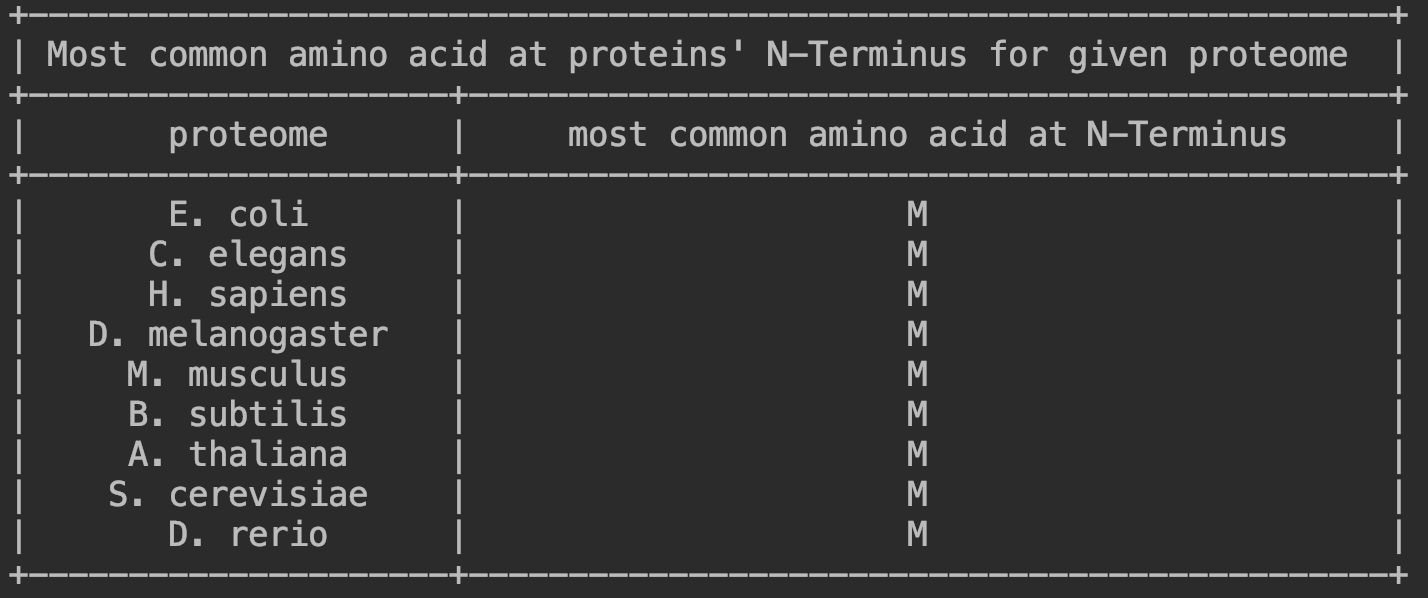 Most common amino acid at proteins' N-Terminus for given proteome
proteome | most common amino acid at N-Terminus
E. coli | M
C. elegans | M
H. sapiens | M
D. melanogaster | M
M. musculus | M
B. subtilis | M
A. thaliana | M
S. cerevisiae | M
D. rerio | M